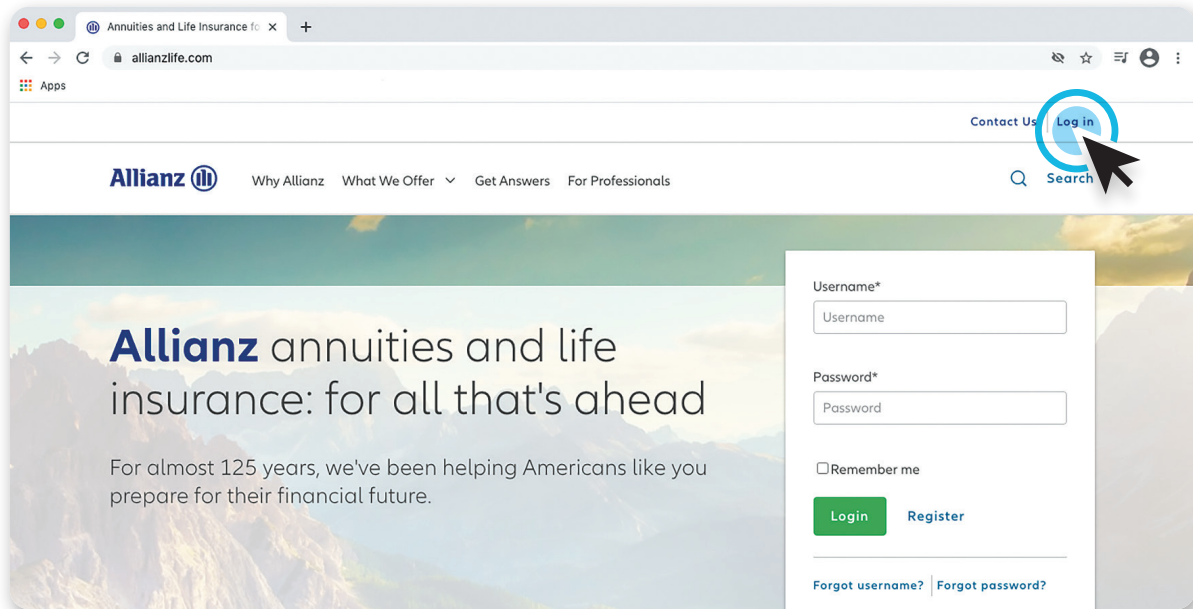 Annuities and Life Insurance fo
allianzlife.com
Apps
Contact Us Log in
Allianz Why Allianz What We Offer Get Answers For Professionals Search
Username*
Username
Allianz annuities and life
insurance: for all that's ahead
Password*
Password
For almost 125 years, we've been helping Americans like you
prepare for their financial future.
Remember me
Login Register
Forgot username? Forgot password?